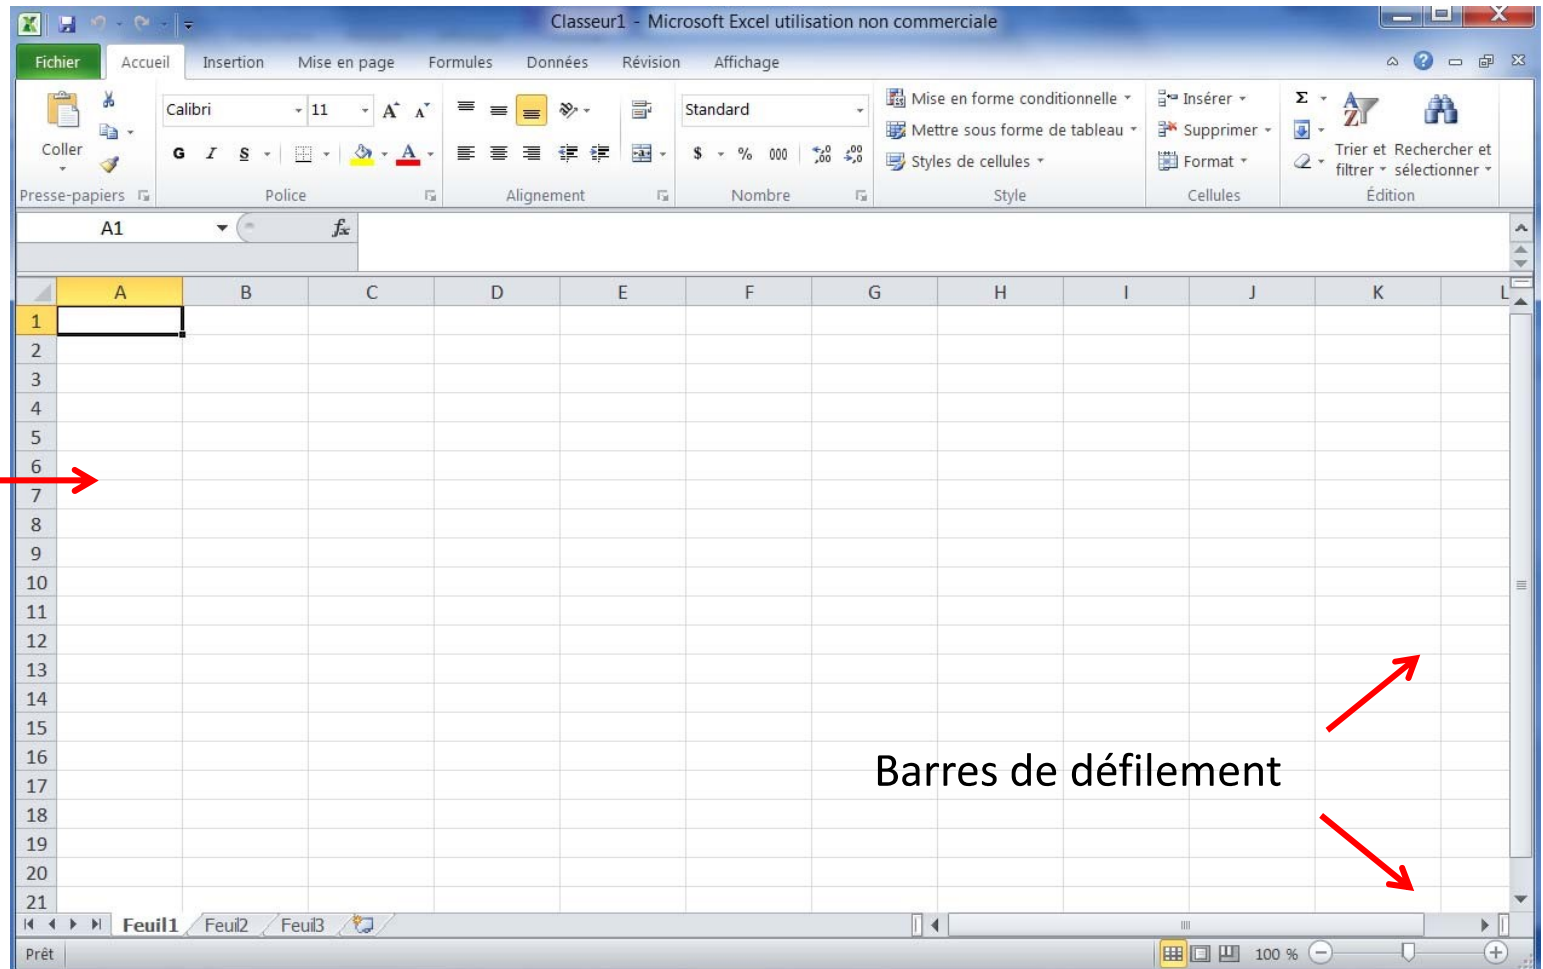 Classeur1 - Microsoft Excel utilisation non commerciale
Fichier Accueil Insertion Mise en page Formules Données Révision Affichage
Calibri 11 Standard Mise en forme conditionnelle Insérer Σ
Mettre sous forme de tableau Supprimer
Coller G I S A $ % 000 Styles de cellules Format Trier et filtrer Rechercher et sélectionner
Presse-papiers Police Alignement Nombre Style Cellules Édition
A1 fx
A B C D E F G H I J K L
1
2
3
4
5
6
7
8
9
10
11
12
13
14
15
16
Barres de défilement
17
18
19
20
21
Feuil1 Feuil2 Feuil3
Prêt 100 %